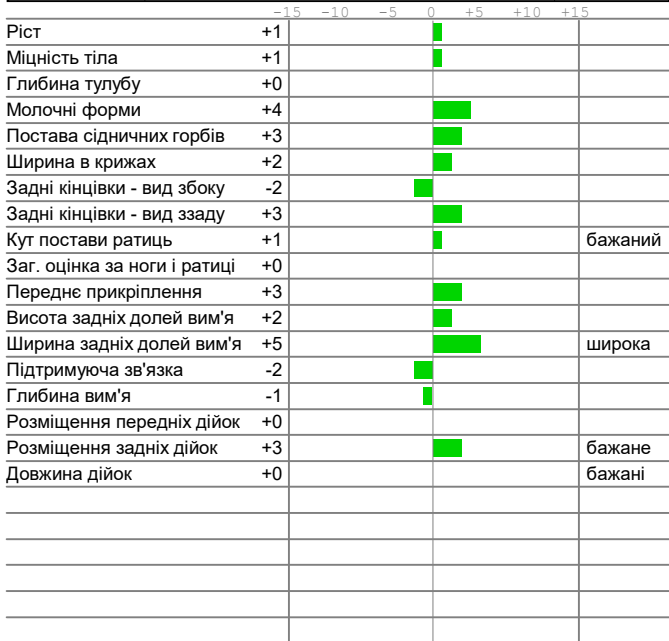 -15 -10 -5 0 +5 +10 +15
Ріст +1
Міцність тіла +1
Глибина тулубу +0
Молочні форми +4
Постава сідничних горбів +3
Ширина в крижах +2
Задні кінцівки - вид збоку -2
Задні кінцівки - вид ззаду +3
Кут постави ратиць +1 бажаний
Заг. оцінка за ноги і ратиці +0
Переднє прикріплення +3
Висота задніх долей вим'я +2
Ширина задніх долей вим'я +5 широка
Підтримуюча зв'язка -2
Глибина вим'я -1
Розміщення передніх дійок +0
Розміщення задніх дійок +3 бажане
Довжина дійок +0 бажані